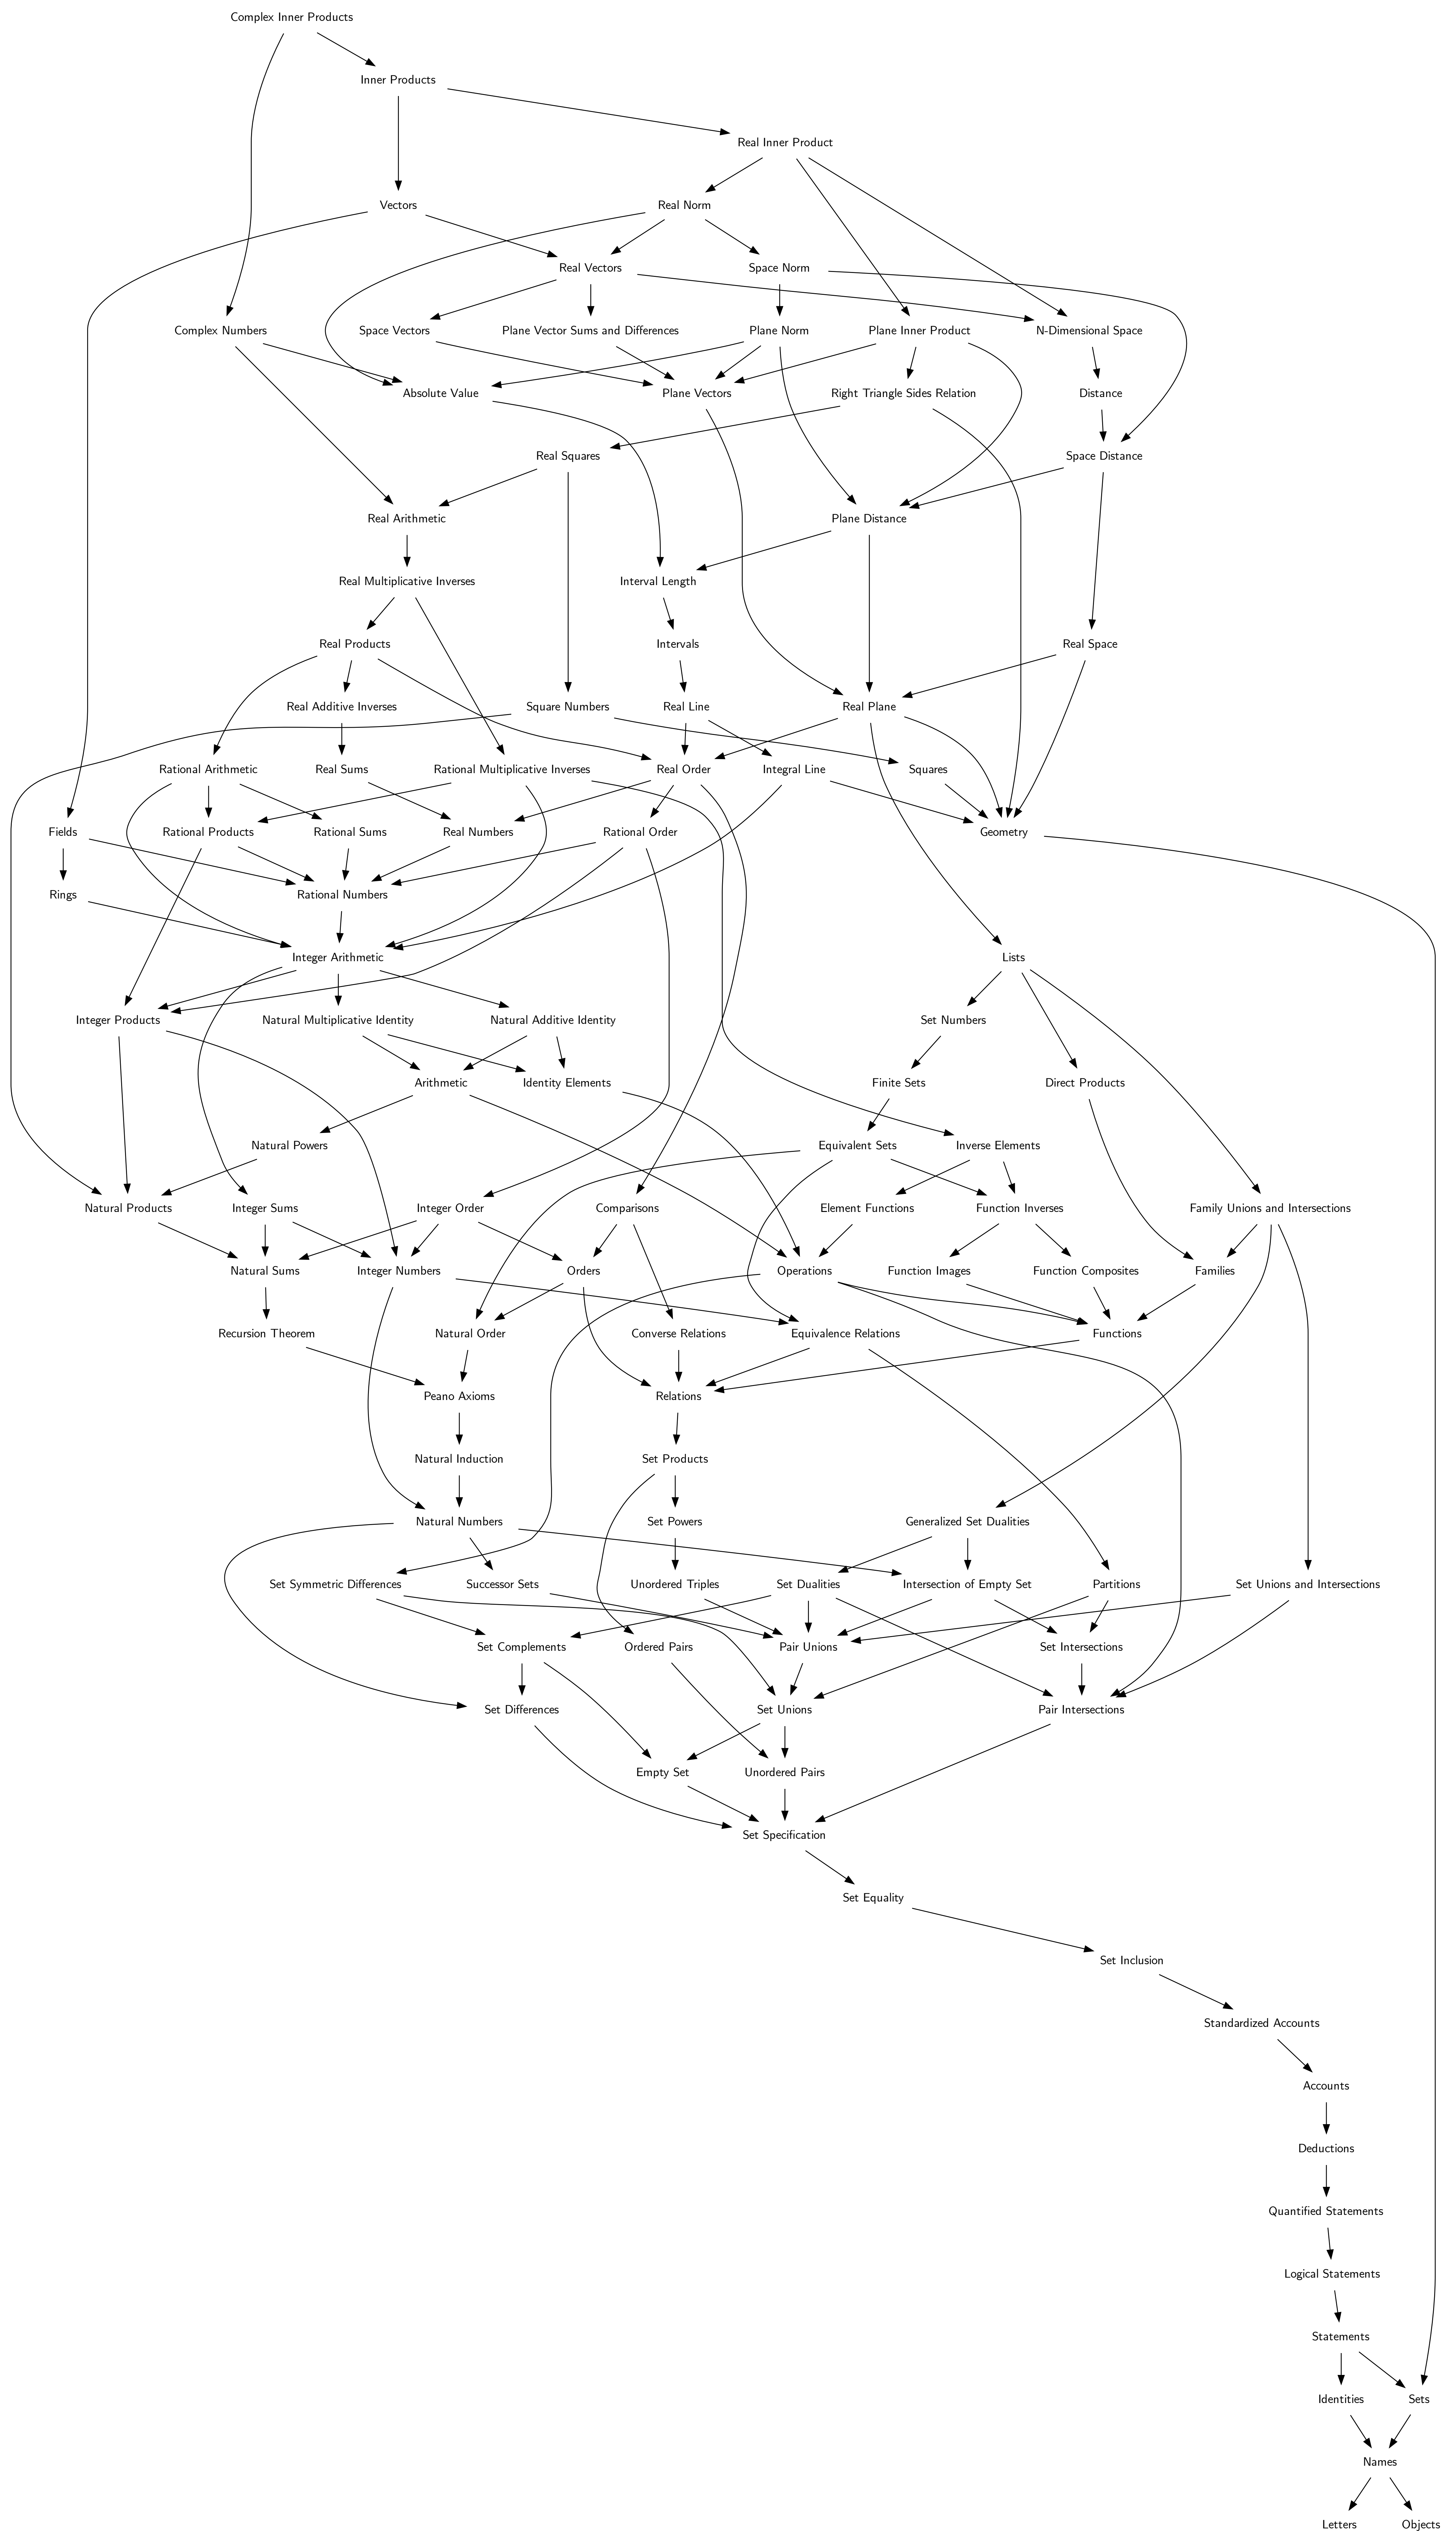 Complex Inner Products
Inner Products
Real Inner Product
Vectors
Real Norm
Real Vectors
Space Norm
Complex Numbers
Space Vectors
Plane Vector Sums and Differences
Plane Norm
Plane Inner Product
N-Dimensional Space
Absolute Value
Plane Vectors
Right Triangle Sides Relation
Distance
Real Squares
Space Distance
Real Arithmetic
Plane Distance
Real Multiplicative Inverses
Interval Length
Real Products
Intervals
Real Space
Real Additive Inverses
Square Numbers
Real Line
Real Plane
Rational Arithmetic
Real Sums
Rational Multiplicative Inverses
Real Order
Integral Line
Squares
Fields
Rational Products
Rational Sums
Real Numbers
Rational Order
Geometry
Rings
Rational Numbers
Integer Arithmetic
Lists
Integer Products
Natural Multiplicative Identity
Natural Additive Identity
Set Numbers
Arithmetic
Identity Elements
Finite Sets
Direct Products
Natural Powers
Equivalent Sets
Inverse Elements
Natural Products
Integer Sums
Integer Order
Comparisons
Element Functions
Function Inverses
Family Unions and Intersections
Natural Sums
Integer Numbers
Orders
Operations
Function Images
Function Composites
Families
Recursion Theorem
Natural Order
Converse Relations
Equivalence Relations
Functions
Peano Axioms
Relations
Natural Induction
Set Products
Natural Numbers
Set Powers
Generalized Set Dualities
Set Symmetric Differences
Successor Sets
Unordered Triples
Set Dualities
Intersection of Empty Set
Partitions
Set Unions and Intersections
Set Complements
Ordered Pairs
Pair Unions
Set Intersections
Set Differences
Set Unions
Pair Intersections
Empty Set
Unordered Pairs
Set Specification
Set Equality
Set Inclusion
Standardized Accounts
Accounts
Deductions
Quantified Statements
Logical Statements
Statements
Identities
Sets
Names
Letters
Objects